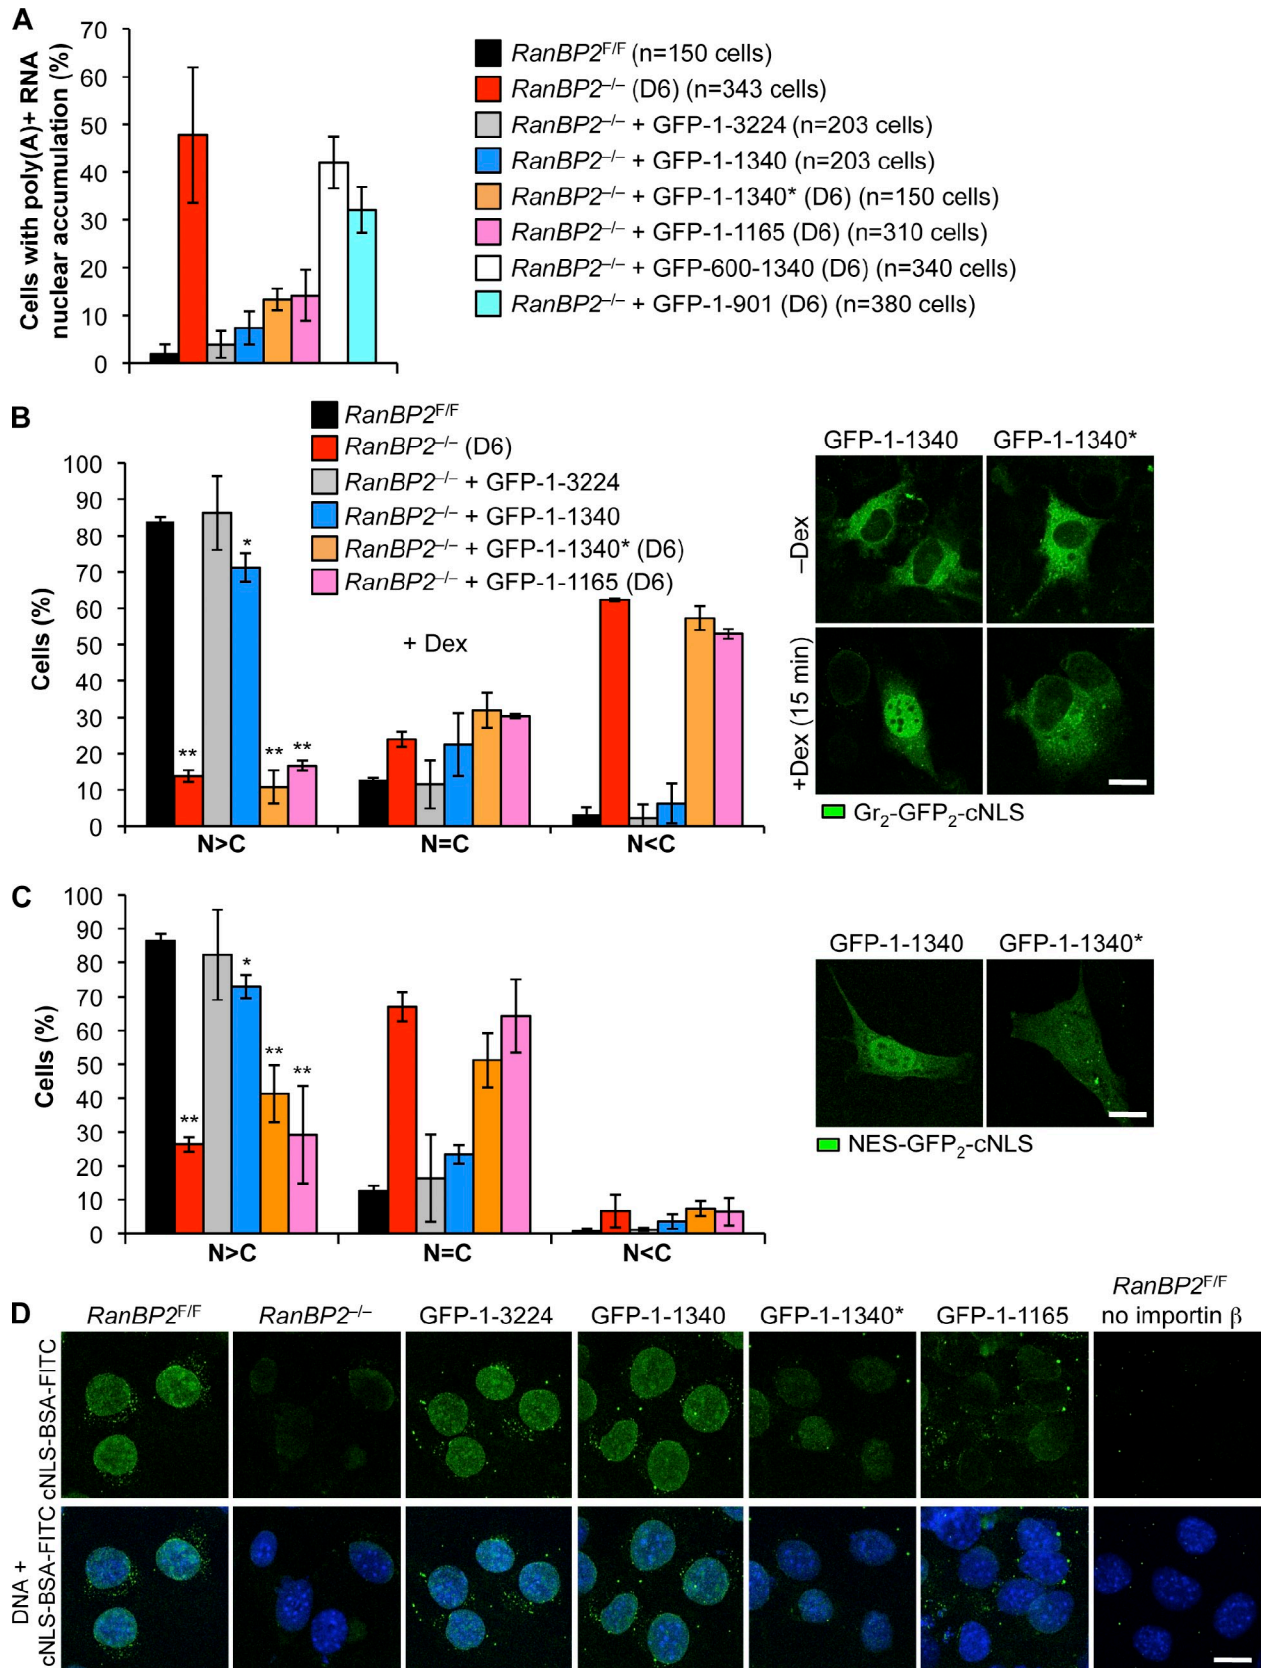 A
Cells with poly(A)+ RNA
nuclear accumulation (%)
70
60
50
40
30
20
10
0
RanBP2F/F (n=150 cells)
RanBP2–/– (D6) (n=343 cells)
RanBP2–/– + GFP-1-3224 (n=203 cells)
RanBP2–/– + GFP-1-1340 (n=203 cells)
RanBP2–/– + GFP-1-1340* (D6) (n=150 cells)
RanBP2–/– + GFP-1-1165 (D6) (n=310 cells)
RanBP2–/– + GFP-600-1340 (D6) (n=340 cells)
RanBP2–/– + GFP-1-901 (D6) (n=380 cells)
B
RanBP2F/F
RanBP2–/– (D6)
RanBP2–/– + GFP-1-3224
RanBP2–/– + GFP-1-1340
RanBP2–/– + GFP-1-1340* (D6)
RanBP2–/– + GFP-1-1165 (D6)
Cells (%)
100
90
80
70
60
50
40
30
20
10
0
**
*
** **
+ Dex
N>C N=C N<C
GFP-1-1340 GFP-1-1340*
–Dex
+Dex (15 min)
Gr2-GFP2-cNLS
C
Cells (%)
100
90
80
70
60
50
40
30
20
10
0
**
*
**
**
N>C N=C N<C
GFP-1-1340 GFP-1-1340*
NES-GFP2-cNLS
D
RanBP2F/F RanBP2–/– GFP-1-3224 GFP-1-1340 GFP-1-1340* GFP-1-1165 RanBP2F/F
no importin β
cNLS-BSA-FITC
DNA +
cNLS-BSA-FITC